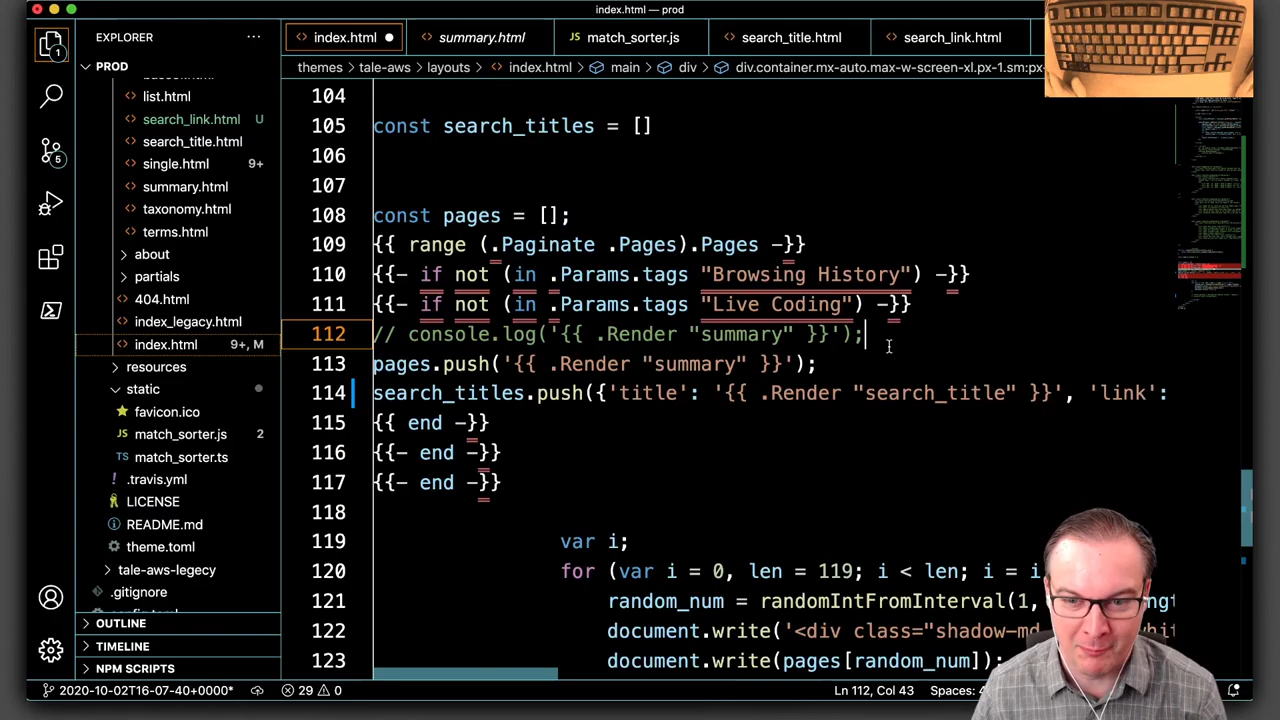 index.html — prod
EXPLORER
index.html
summary.html
JS match_sorter.js
search_title.html
search_link.html
PROD
themes > tale-aws > layouts > index.html > main > div > div.container.mx-auto.max-w-screen-xl.px-1.sm:px-
list.html
search_link.html U
search_title.html
single.html 9+
summary.html
taxonomy.html
terms.html
about
partials
404.html
index_legacy.html
index.html 9+, M
resources
static
favicon.ico
JS match_sorter.js 2
TS match_sorter.ts
.travis.yml
LICENSE
README.md
theme.toml
tale-aws-legacy
.gitignore
OUTLINE
TIMELINE
NPM SCRIPTS
1
5
104
105 const search_titles = []
106
107
108 const pages = [];
109 {{ range (.Paginate .Pages).Pages -}}
110 {{- if not (in .Params.tags "Browsing History") -}}
111 {{- if not (in .Params.tags "Live Coding") -}}
112 // console.log('{{ .Render "summary" }}');
113 pages.push('{{ .Render "summary" }}');
114 search_titles.push({'title': '{{ .Render "search_title" }}', 'link':
115 {{ end -}}
116 {{- end -}}
117 {{- end -}}
118
119 var i;
120 for (var i = 0, len = 119; i < len; i = i
121 random_num = randomIntFromInterval(1,
122 document.write('<div class="shadow-md
123 document.write(pages[random_num]);
2020-10-02T16-07-40+0000* 29 0
Ln 112, Col 43
Spaces: